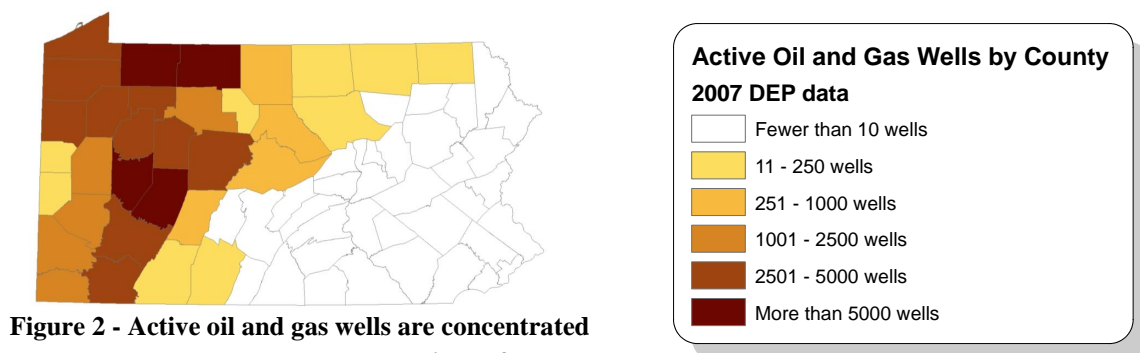 Figure 2 - Active oil and gas wells are concentrated
Active Oil and Gas Wells by County
2007 DEP data
Fewer than 10 wells
11 - 250 wells
251 - 1000 wells
1001 - 2500 wells
2501 - 5000 wells
More than 5000 wells